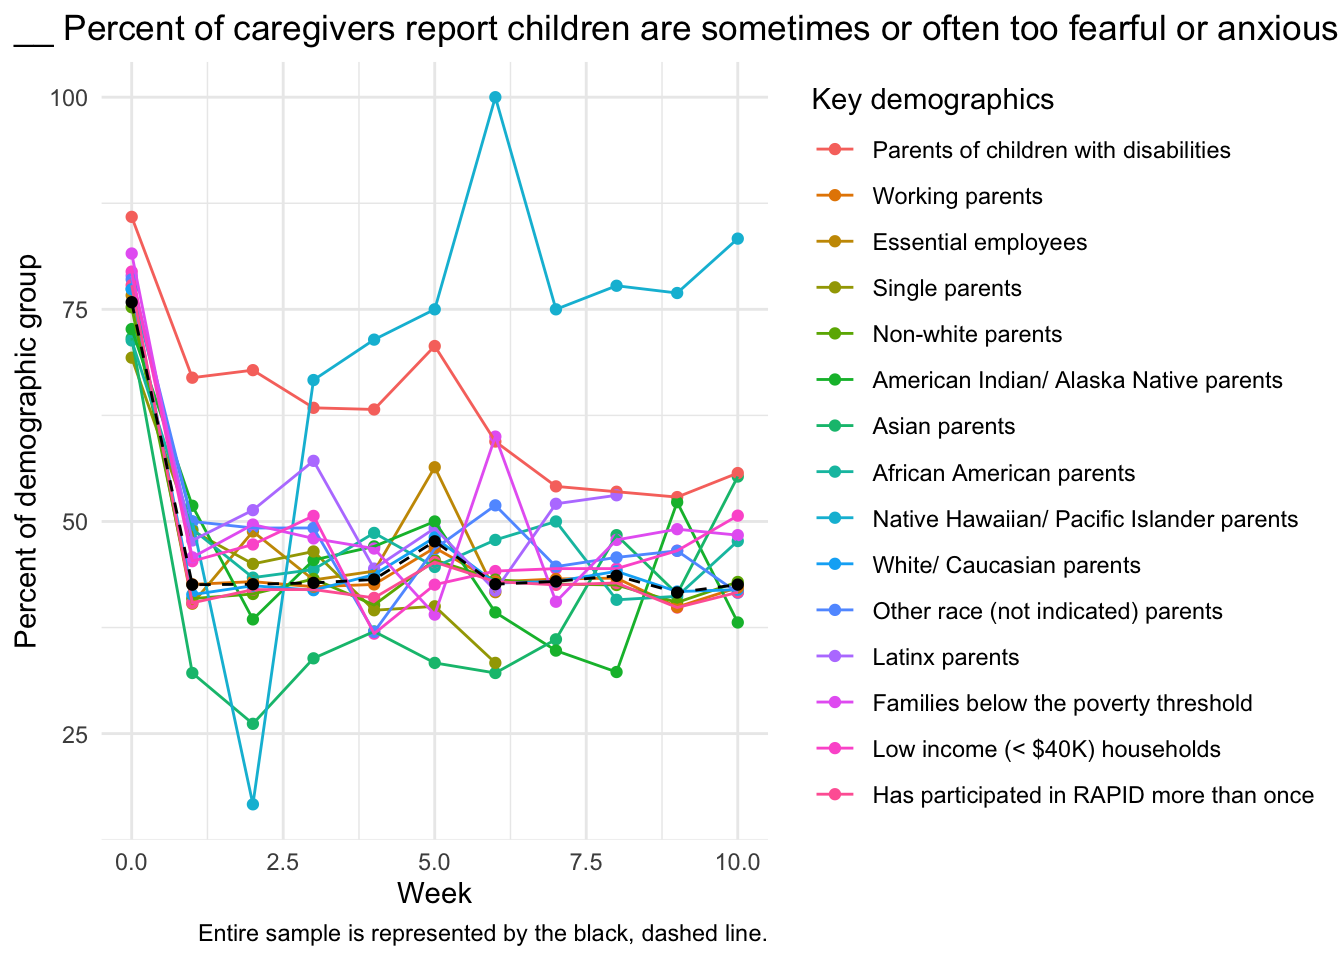 __ Percent of caregivers report children are sometimes or often too fearful or anxious
Percent of demographic group
100
75
50
25
0.0 2.5 5.0 7.5 10.0
Week
Entire sample is represented by the black, dashed line.
Key demographics
Parents of children with disabilities
Working parents
Essential employees
Single parents
Non-white parents
American Indian/ Alaska Native parents
Asian parents
African American parents
Native Hawaiian/ Pacific Islander parents
White/ Caucasian parents
Other race (not indicated) parents
Latinx parents
Families below the poverty threshold
Low income (< $40K) households
Has participated in RAPID more than once